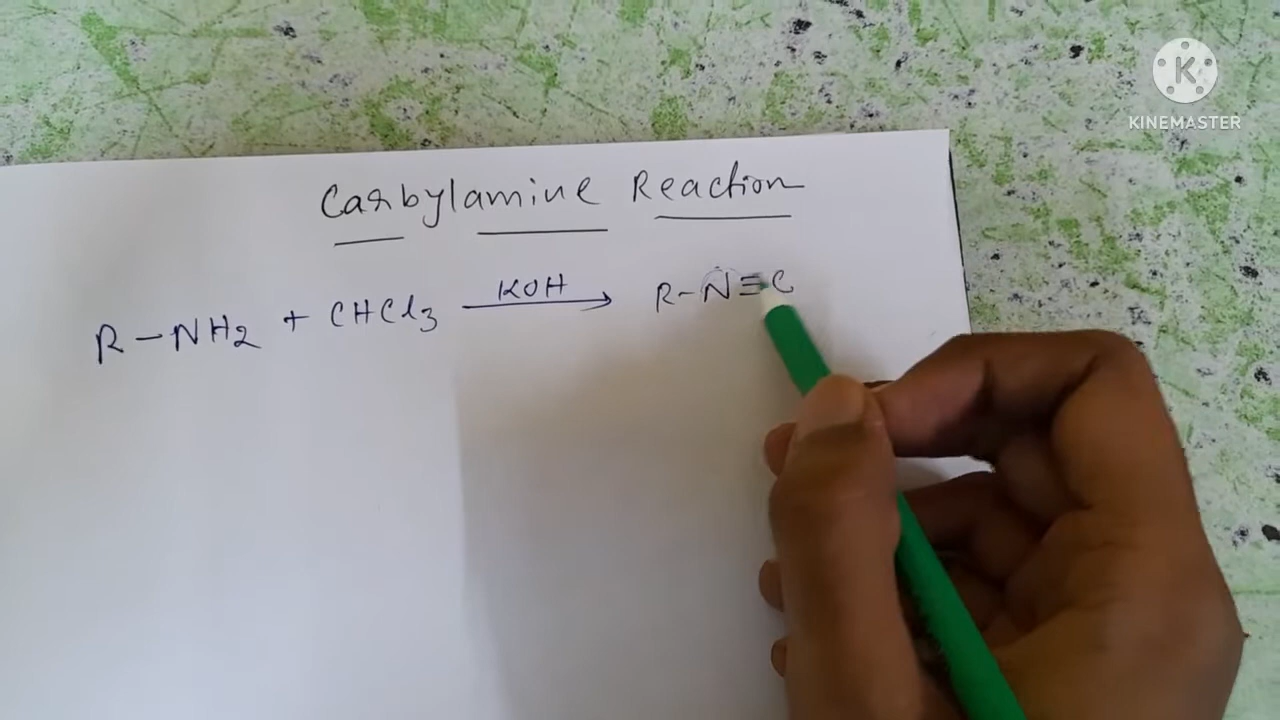 Carbylamine Reaction
R-NH2 + CHCl3 KOH → R-N≡C
K
KINEMASTER